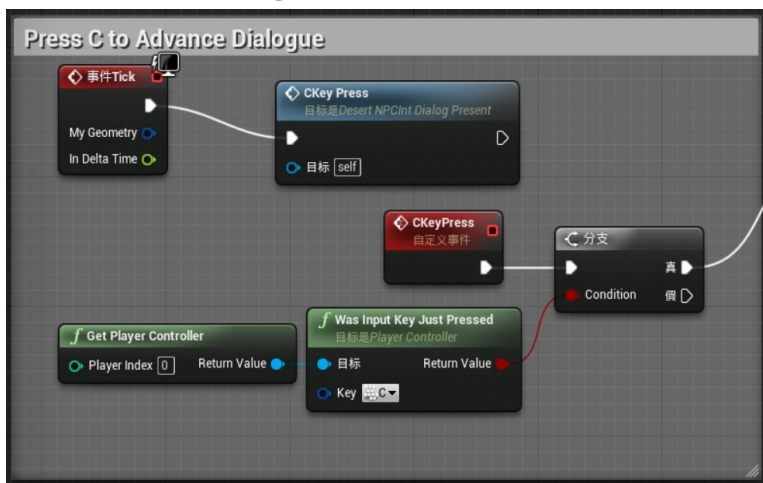 Press C to Advance Dialogue
事件Tick
My Geometry
In Delta Time
CKey Press
目标是Desert NPCInt Dialog Present
目标 self
CKeyPress
自定义事件
分支
真
Condition 假
Get Player Controller
Player Index 0 Return Value
Was Input Key Just Pressed
目标是Player Controller
目标 Return Value
Key C